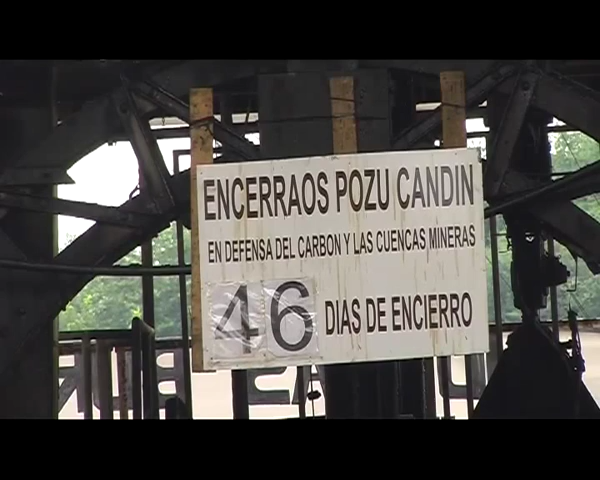 ENCERRAOS POZU CANDIN
EN DEFENSA DEL CARBON Y LAS CUENCAS MINERAS
46 DIAS DE ENCIERRO